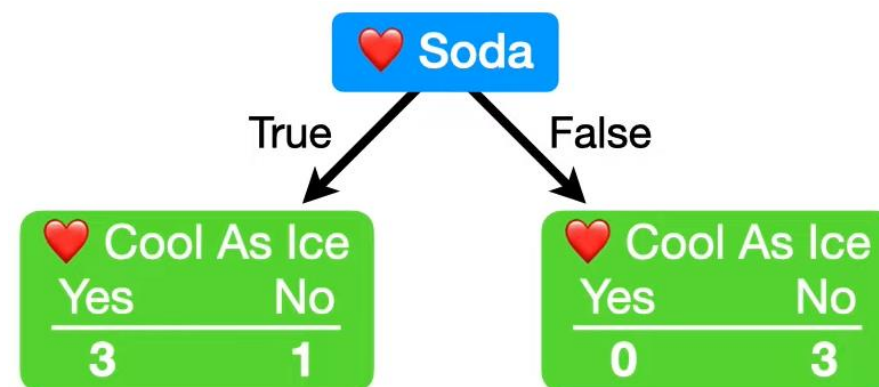 ❤️ Soda
True False
❤️ Cool As Ice ❤️ Cool As Ice
Yes No Yes No
3 1 0 3